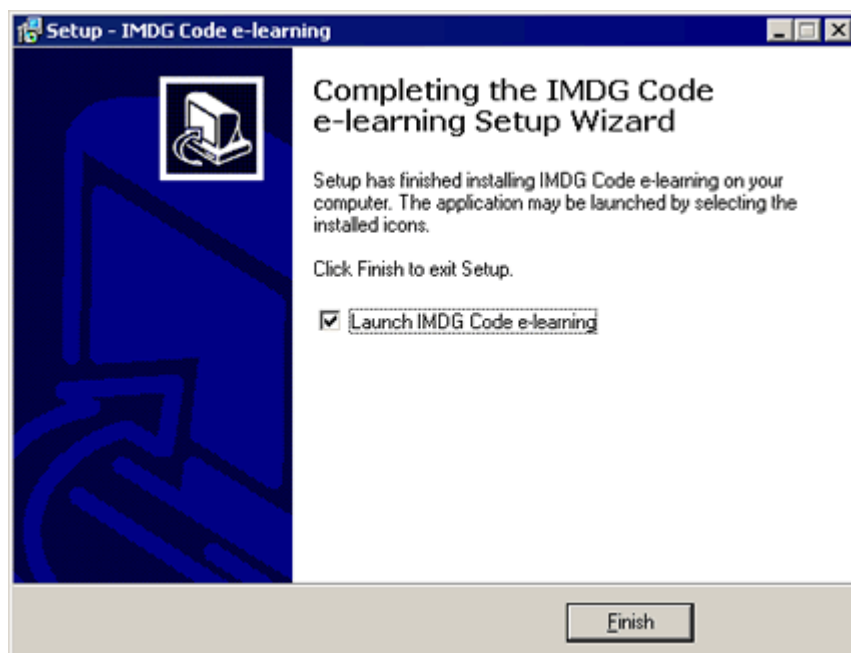 Setup - IMDG Code e-learning
Completing the IMDG Code
e-learning Setup Wizard
Setup has finished installing IMDG Code e-learning on your
computer. The application may be launched by selecting the
installed icons.
Click Finish to exit Setup.
Launch IMDG Code e-learning
Finish